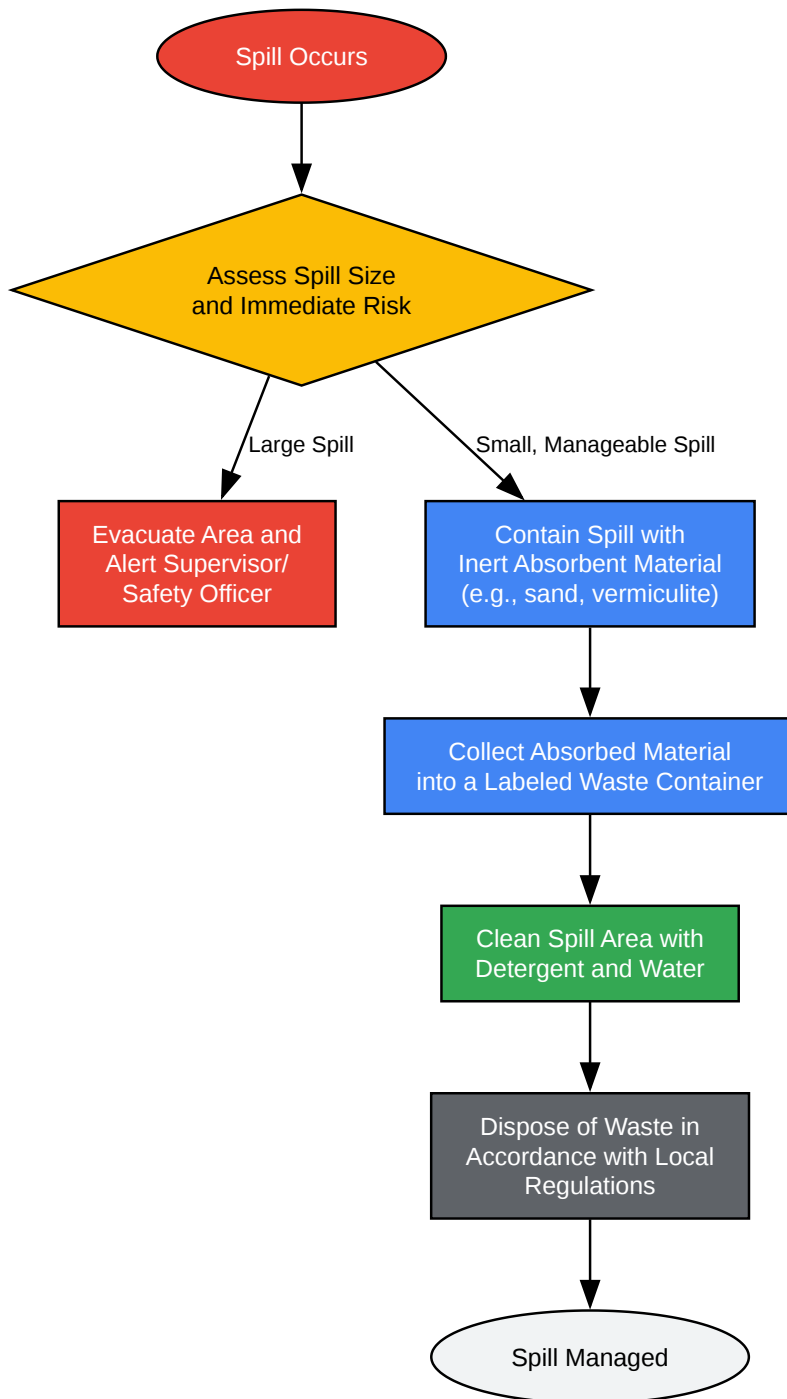 Spill Occurs
Assess Spill Size
and Immediate Risk
Large Spill
Small, Manageable Spill
Evacuate Area and
Alert Supervisor/
Safety Officer
Contain Spill with
Inert Absorbent Material
(e.g., sand, vermiculite)
Collect Absorbed Material
into a Labeled Waste Container
Clean Spill Area with
Detergent and Water
Dispose of Waste in
Accordance with Local
Regulations
Spill Managed